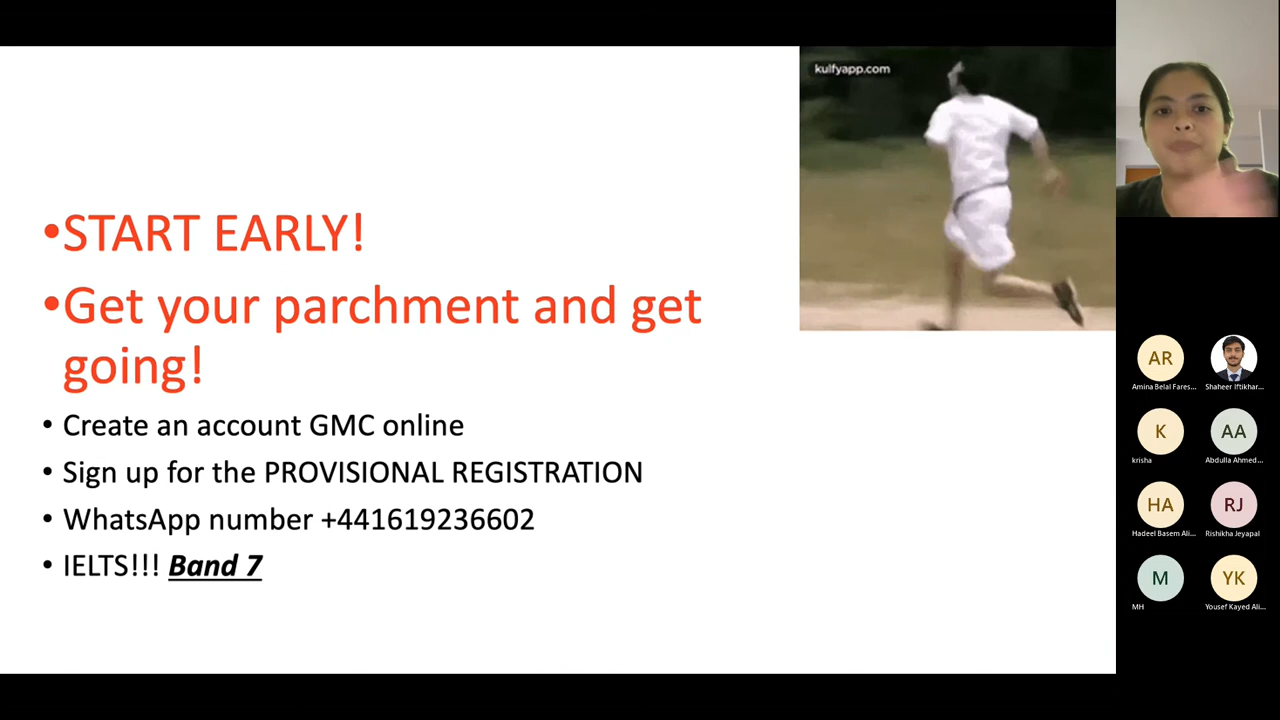 kulfyapp.com
•START EARLY!
•Get your parchment and get
going!
• Create an account GMC online
• Sign up for the PROVISIONAL REGISTRATION
• WhatsApp number +441619236602
• IELTS!!! Band 7
AR
Amina Belal Fares...
Shaheer Iftikhar...
K
krisha
AA
Abdulla Ahmed...
HA
Hadeel Basem Ali...
RJ
Rishikha Jeyapal
M
MH
YK
Yousef Kayed Ali...